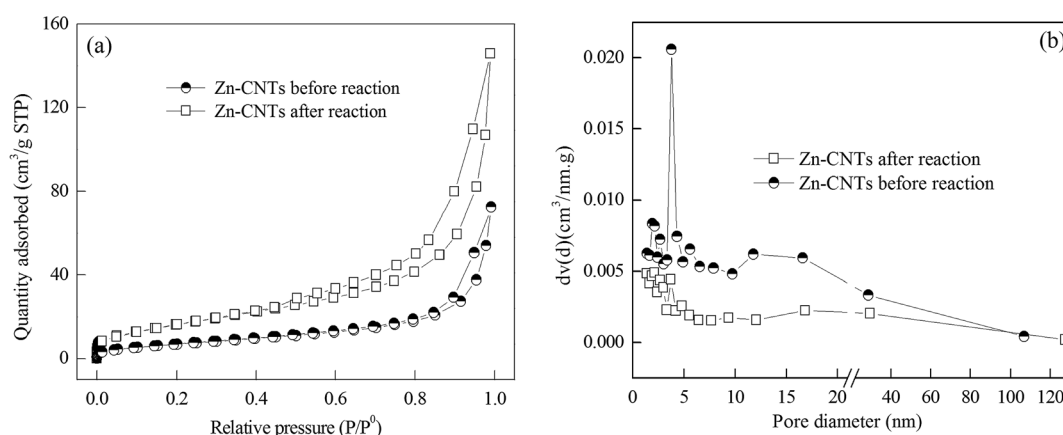 (a)
160
120
80
40
0
Quantity adsorbed (cm³/g STP)
Zn-CNTs before reaction
Zn-CNTs after reaction
0.0 0.2 0.4 0.6 0.8 1.0
Relative pressure (P/P⁰)
(b)
0.020
0.015
0.010
0.005
0.000
dv(d)(cm³/nm.g)
Zn-CNTs after reaction
Zn-CNTs before reaction
0 5 10 15 20 40 60 80 100 120
Pore diameter (nm)